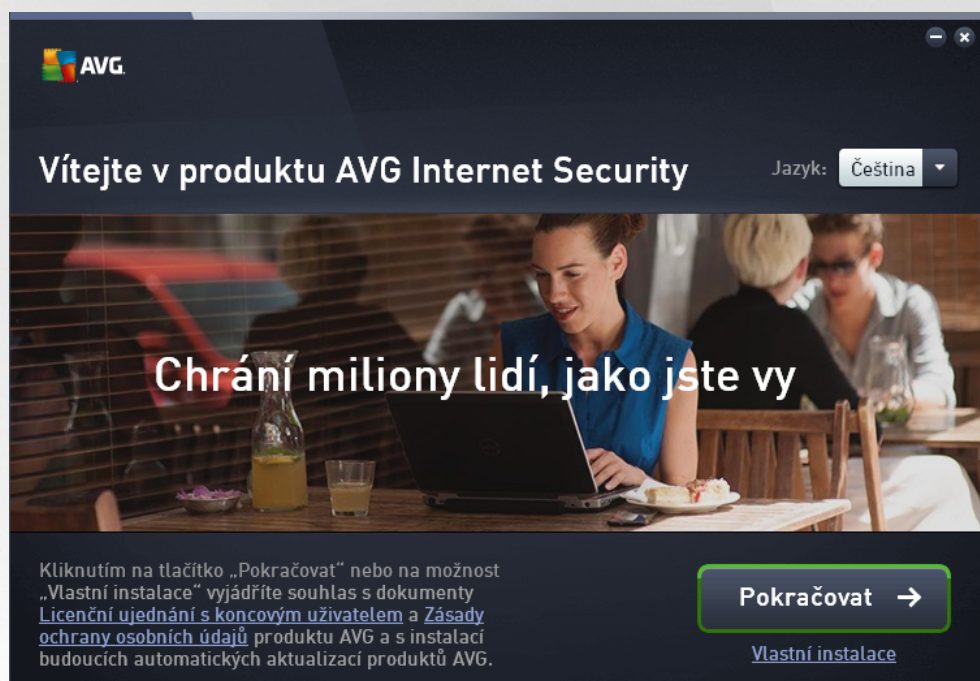 AVG
Vítejte v produktu AVG Internet Security
Jazyk: Čeština
Chrání miliony lidí, jako jste vy
Kliknutím na tlačítko „Pokračovat“ nebo na možnost
„Vlastní instalace“ vyjádříte souhlas s dokumenty
Licenční ujednání s koncovým uživatelem a Zásady
ochrany osobních údajů produktu AVG a s instalací
budoucích automatických aktualizací produktů AVG.
Pokračovat →
Vlastní instalace